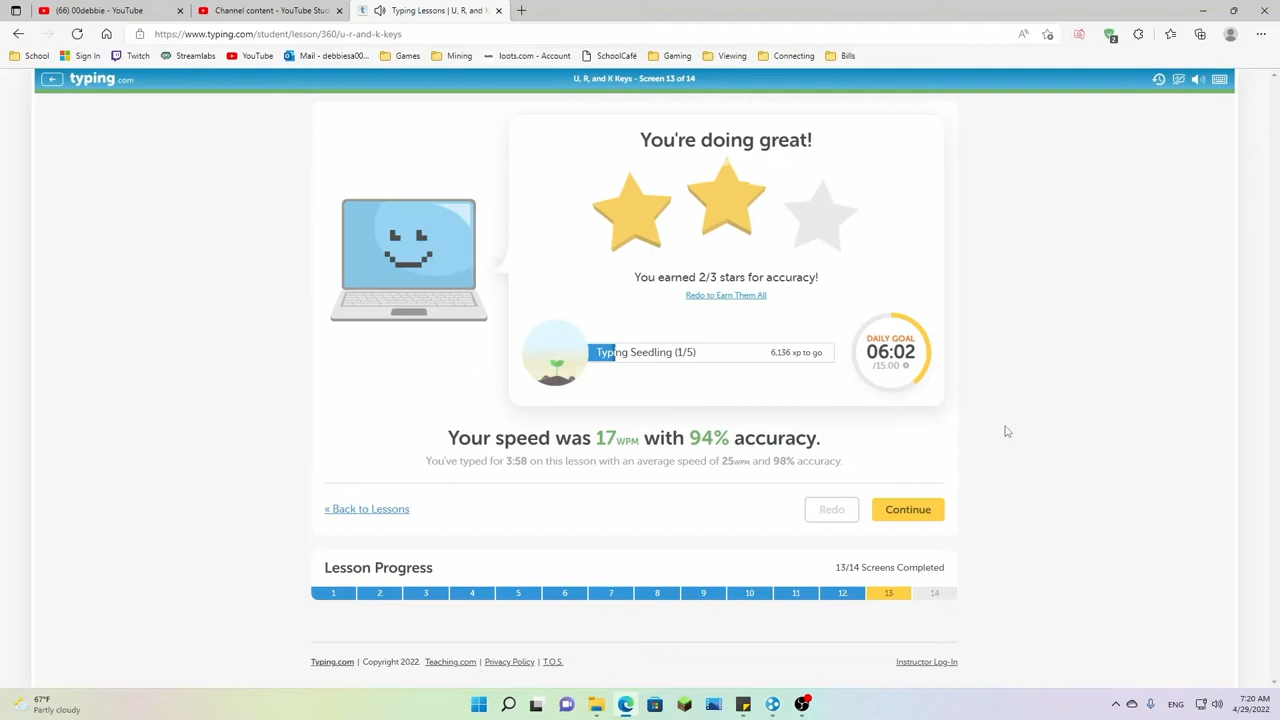 (66) 00debbie - YouTube
Channel content - YouTube Stud
Typing Lessons | U, R, and K
https://www.typing.com/student/lesson/360/u-r-and-k-keys
School
Sign In
Twitch
Streamlabs
YouTube
Mail - debbiesa00...
Games
Mining
loots.com - Account
SchoolCafé
Gaming
Viewing
Connecting
Bills
typing.com
U, R, and K Keys - Screen 13 of 14
You're doing great!
You earned 2/3 stars for accuracy!
Redo to Earn Them All
Typing Seedling (1/5)
6,136 xp to go
DAILY GOAL
06:02
/15:00
Your speed was 17WPM with 94% accuracy.
You've typed for 3:58 on this lesson with an average speed of 25WPM and 98% accuracy.
« Back to Lessons
Redo
Continue
Lesson Progress
13/14 Screens Completed
1 2 3 4 5 6 7 8 9 10 11 12 13 14
Typing.com | Copyright 2022 Teaching.com | Privacy Policy | T.O.S.
Instructor Log-In
67°F
Partly cloudy
ENG
7:20 AM
4/29/2022